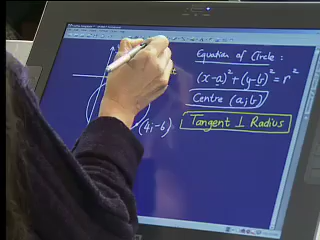 Equation of Circle :
(x-a)² + (y-b)² = r²
Centre (a,b)
Tangent ⊥ Radius
(4,-6)